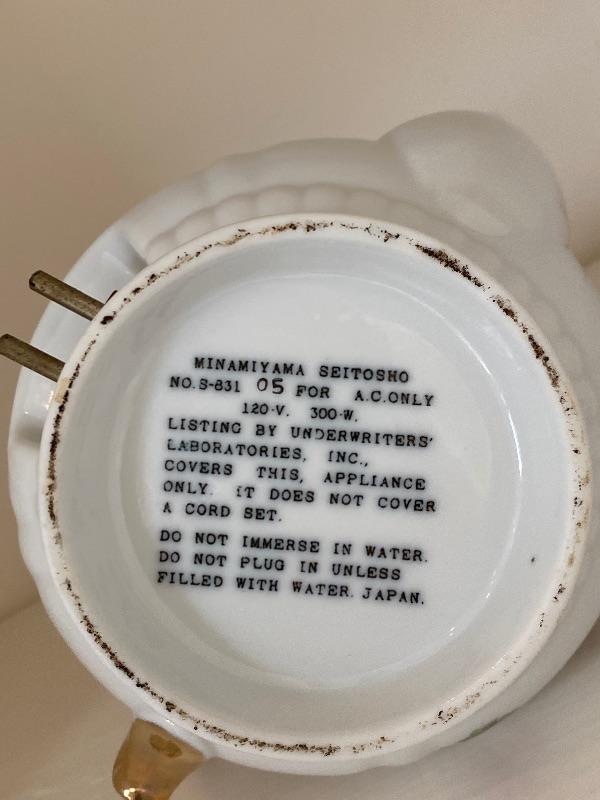 MINAMIYAMA SEITOSHO
NO.S-831 05 FOR A.C.ONLY
120-V. 300-W.
LISTING BY UNDERWRITERS'
LABORATORIES, INC.,
COVERS THIS, APPLIANCE
ONLY. IT DOES NOT COVER
A CORD SET.
DO NOT IMMERSE IN WATER.
DO NOT PLUG IN UNLESS
FILLED WITH WATER. JAPAN.